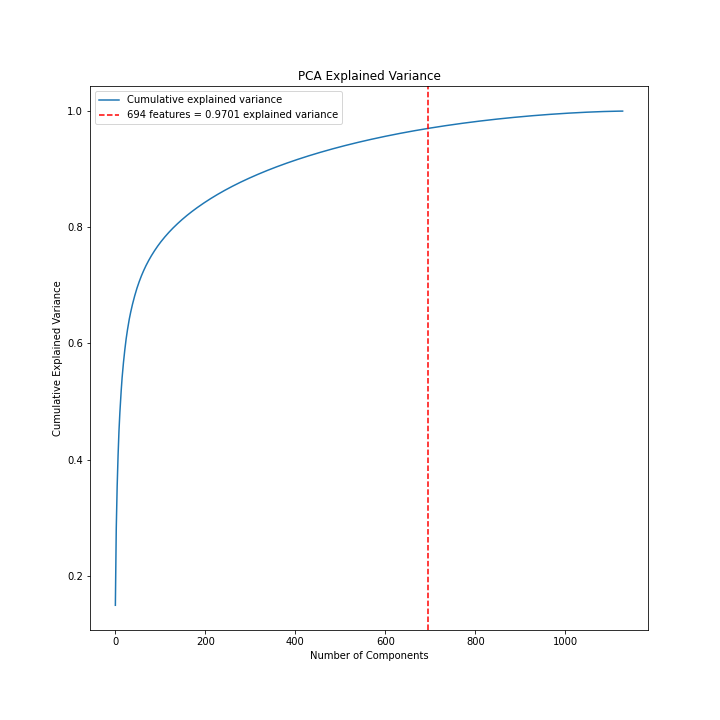 PCA Explained Variance
Cumulative explained variance
694 features = 0.9701 explained variance
1.0
0.8
0.6
0.4
0.2
Cumulative Explained Variance
0 200 400 600 800 1000
Number of Components